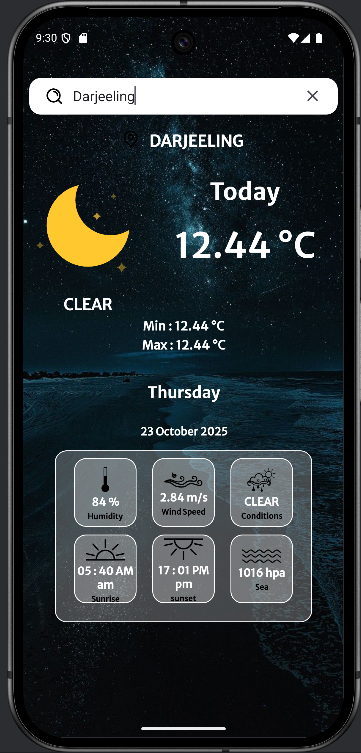 9:30
Darjeeling
DARJEELING
Today
12.44 °C
CLEAR
Min : 12.44 °C
Max : 12.44 °C
Thursday
23 October 2025
84 %
Humidity
2.84 m/s
Wind Speed
CLEAR
Conditions
05 : 40 AM
am
Sunrise
17 : 01 PM
pm
sunset
1016 hpa
Sea